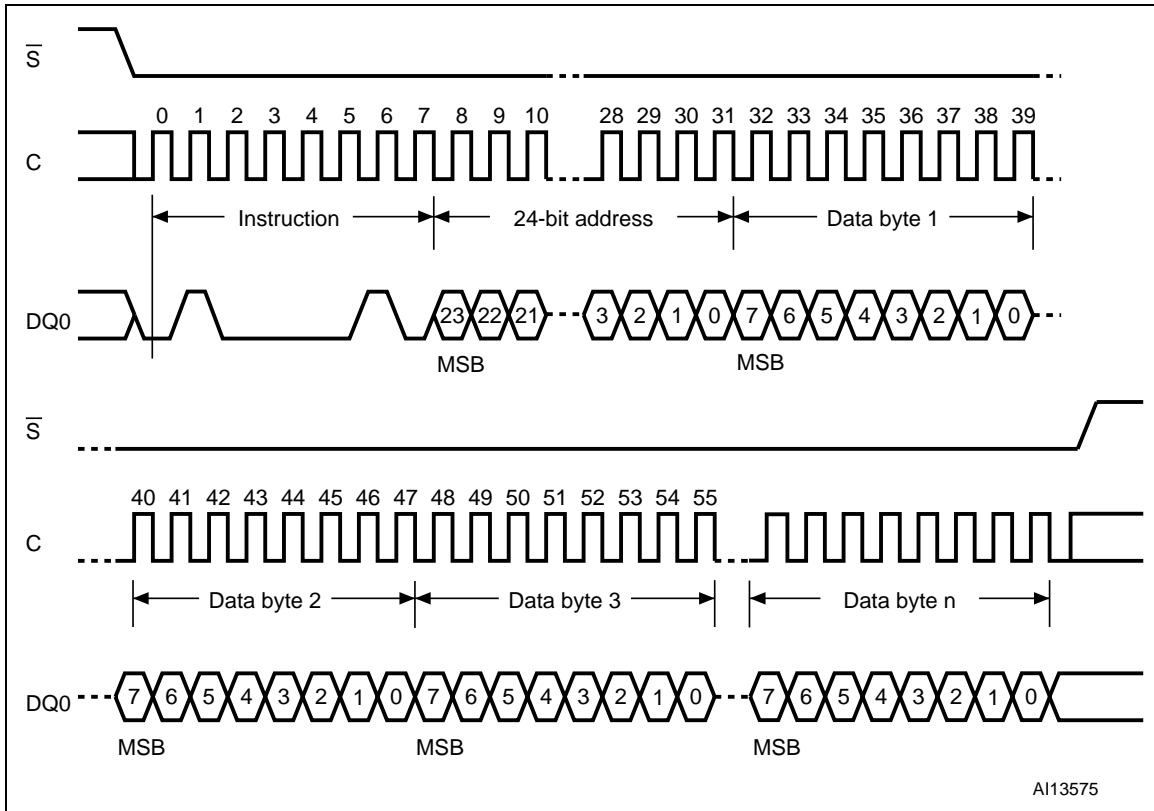 S̅
0 1 2 3 4 5 6 7 8 9 10 28 29 30 31 32 33 34 35 36 37 38 39
C
Instruction 24-bit address Data byte 1
DQ0 23 22 21 3 2 1 0 7 6 5 4 3 2 1 0
MSB MSB
S̅
40 41 42 43 44 45 46 47 48 49 50 51 52 53 54 55
C
Data byte 2 Data byte 3 Data byte n
DQ0 7 6 5 4 3 2 1 0 7 6 5 4 3 2 1 0 7 6 5 4 3 2 1 0
MSB MSB MSB
AI13575